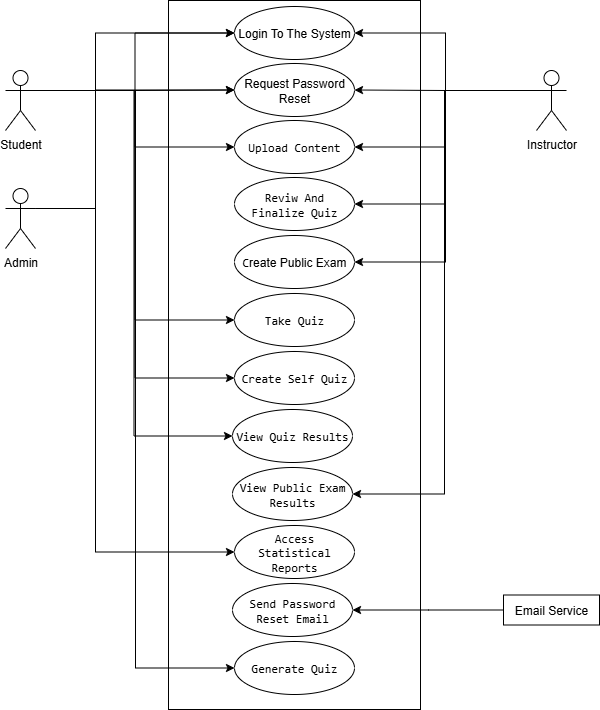 Login To The System
Request Password
Reset
Student
Instructor
Upload Content
Reviw And
Finalize Quiz
Admin
Create Public Exam
Take Quiz
Create Self Quiz
View Quiz Results
View Public Exam
Results
Access
Statistical
Reports
Send Password
Reset Email
Email Service
Generate Quiz